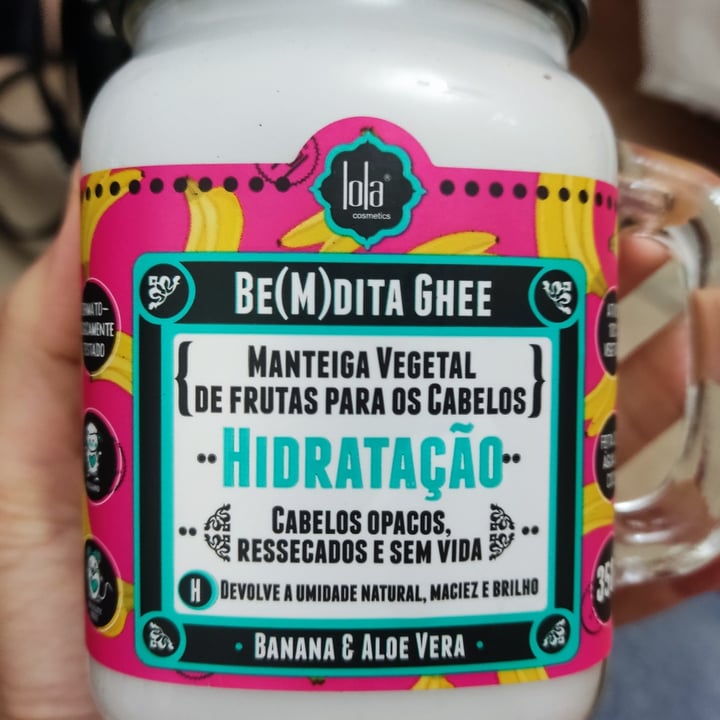 lola
cosmetics
BE(M)DITA GHEE
MANTEIGA VEGETAL
DE FRUTAS PARA OS CABELOS
HIDRATAÇÃO
CABELOS OPACOS,
RESSECADOS E SEM VIDA
H DEVOLVE A UMIDADE NATURAL, MACIEZ E BRILHO
BANANA & ALOE VERA